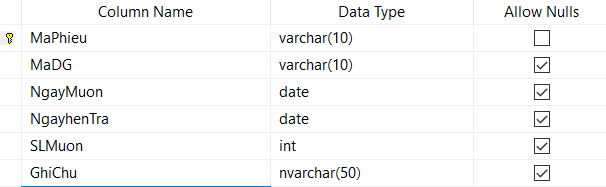 Column Name Data Type Allow Nulls
MaPhieu varchar(10)
MaDG varchar(10)
NgayMuon date
NgayhenTra date
SLMuon int
GhiChu nvarchar(50)